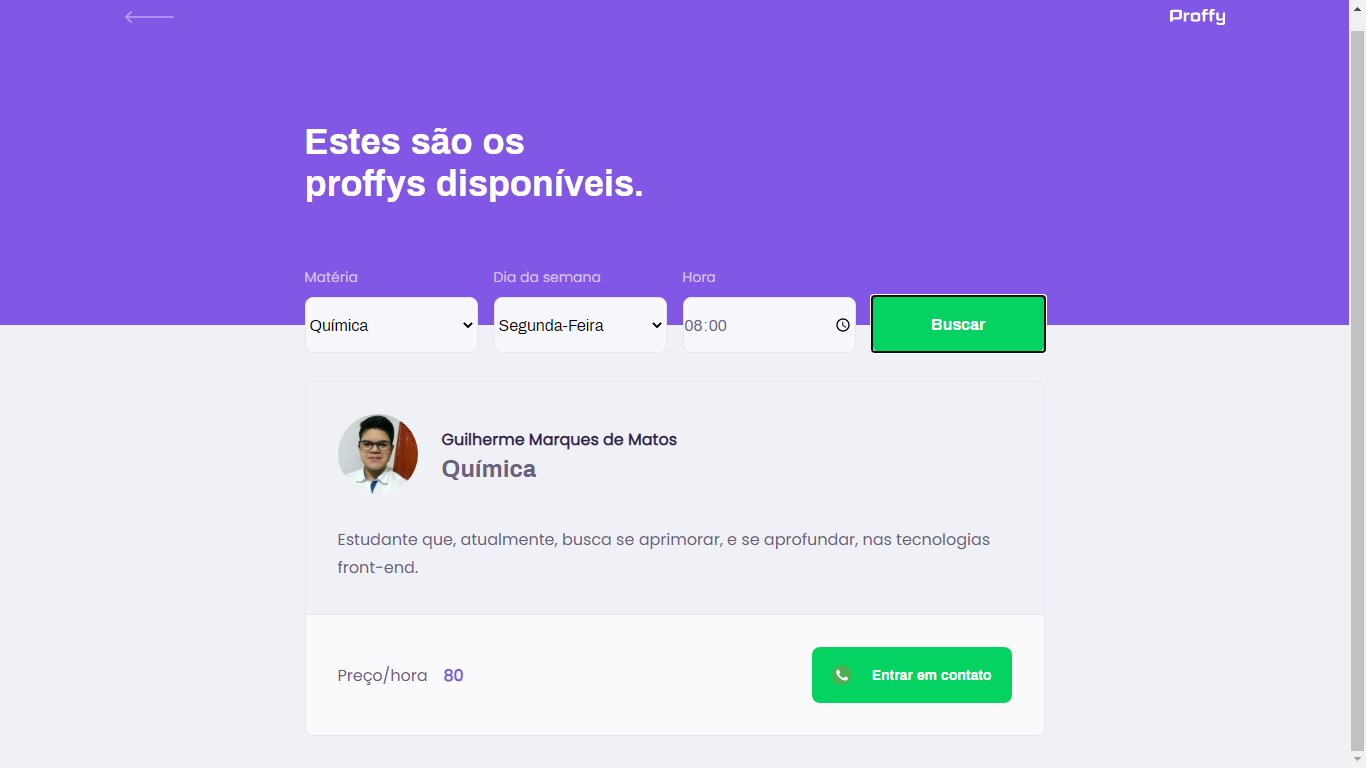 Proffy
Estes são os
proffys disponíveis.
Matéria Dia da semana Hora
Química Segunda-Feira 08:00 Buscar
Guilherme Marques de Matos
Química
Estudante que, atualmente, busca se aprimorar, e se aprofundar, nas tecnologias
front-end.
Preço/hora 80 Entrar em contato